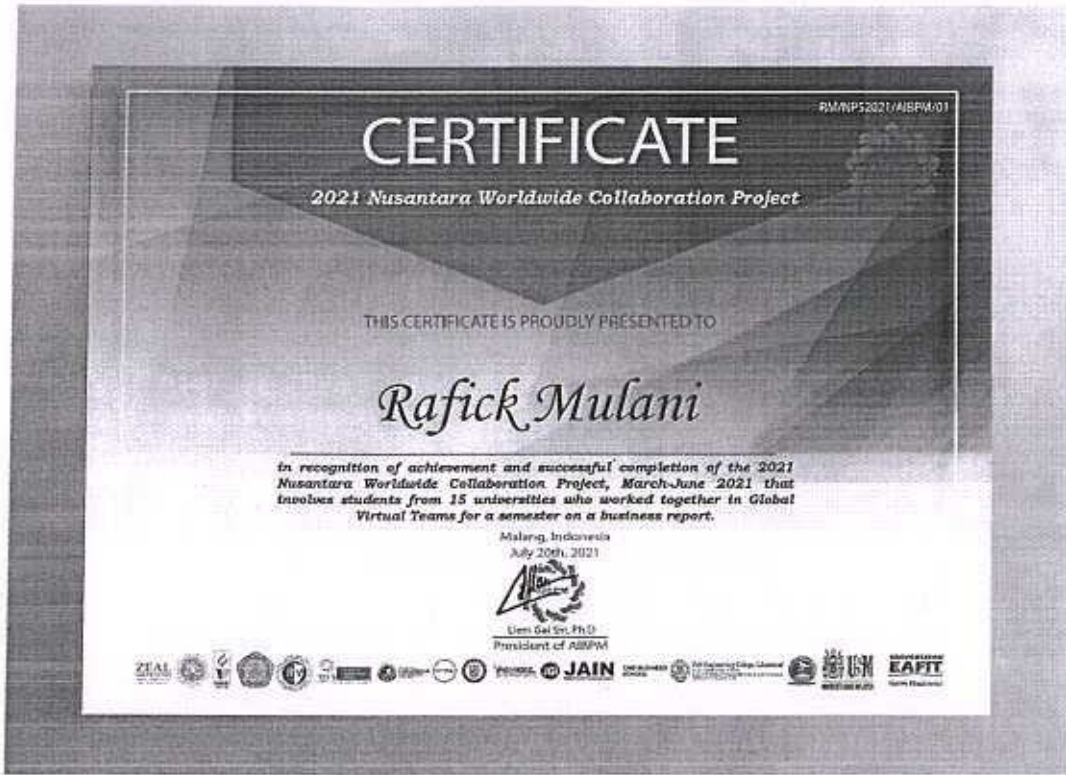 RM/NPS2021/AIBPM/01
CERTIFICATE
2021 Nusantara Worldwide Collaboration Project
THIS CERTIFICATE IS PROUDLY PRESENTED TO
Rafick Mulani
in recognition of achievement and successful completion of the 2021
Nusantara Worldwide Collaboration Project, March-June 2021 that
involves students from 15 universities who worked together in Global
Virtual Teams for a semester on a business report.
Malang, Indonesia
July 20th, 2021
Liem Gai Sin, Ph.D
President of AIBPM
ZEAL
JAIN
USM
EAFIT